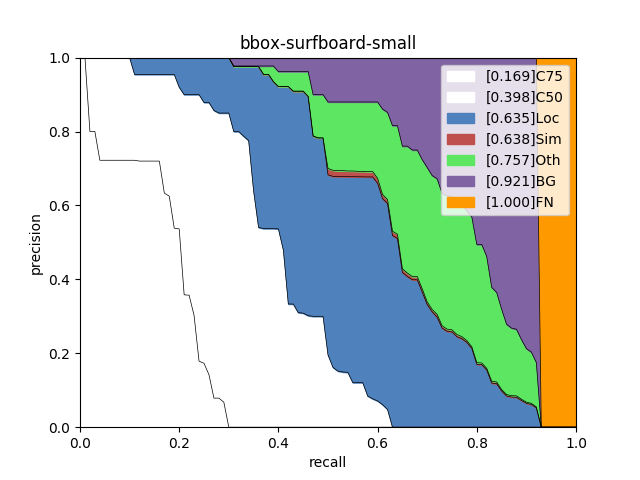 bbox-surfboard-small
1.0
0.8
0.6
0.4
0.2
0.0
precision
[0.169]C75
[0.398]C50
[0.635]Loc
[0.638]Sim
[0.757]Oth
[0.921]BG
[1.000]FN
0.0 0.2 0.4 0.6 0.8 1.0
recall